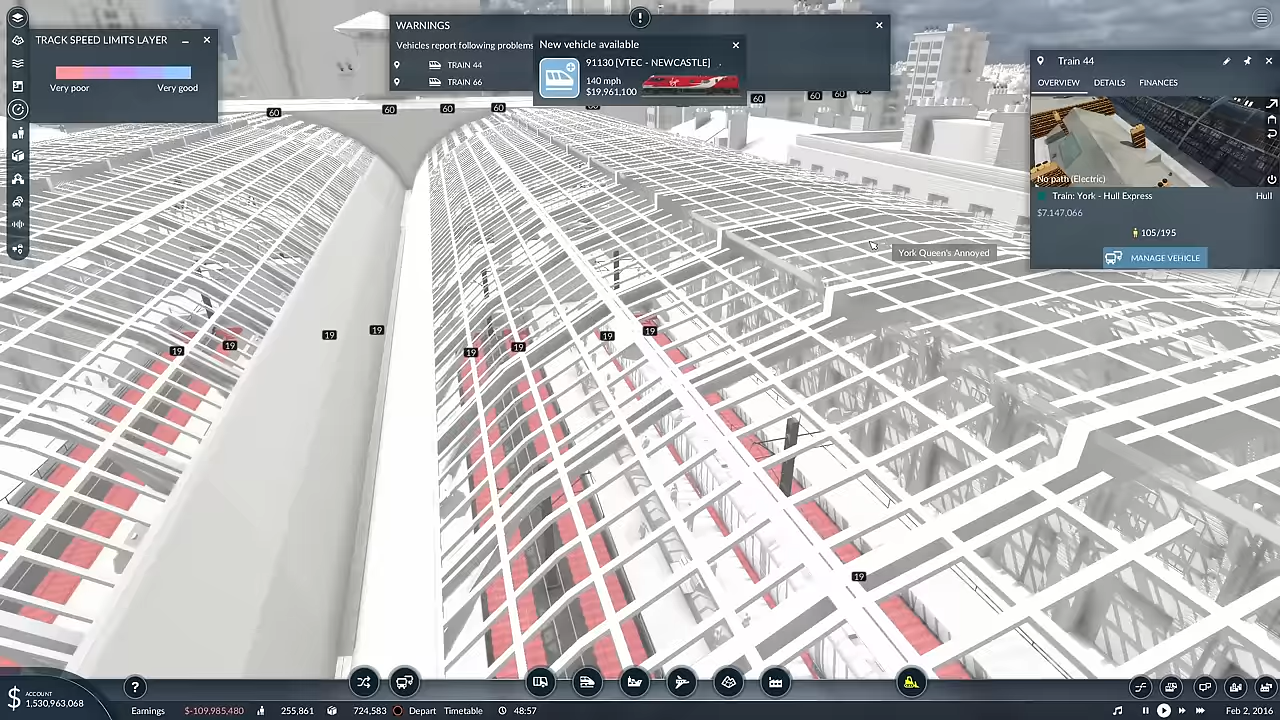 TRACK SPEED LIMITS LAYER
Very poor
Very good
WARNINGS
Vehicles report following problems
TRAIN 44
TRAIN 66
New vehicle available
91130 [VTEC - NEWCASTLE]
140 mph
$19,961,100
Train 44
OVERVIEW
DETAILS
FINANCES
No path (Electric)
Train: York - Hull Express
Hull
$7,147,066
105/195
MANAGE VEHICLE
York Queen's Annoyed
60
60
60
60
60
60
60
19
19
19
19
19
19
19
19
19
ACCOUNT
1,530,963,068
Earnings
$-109,985,480
255,861
724,583
Depart
Timetable
48:57
Feb 2, 2016